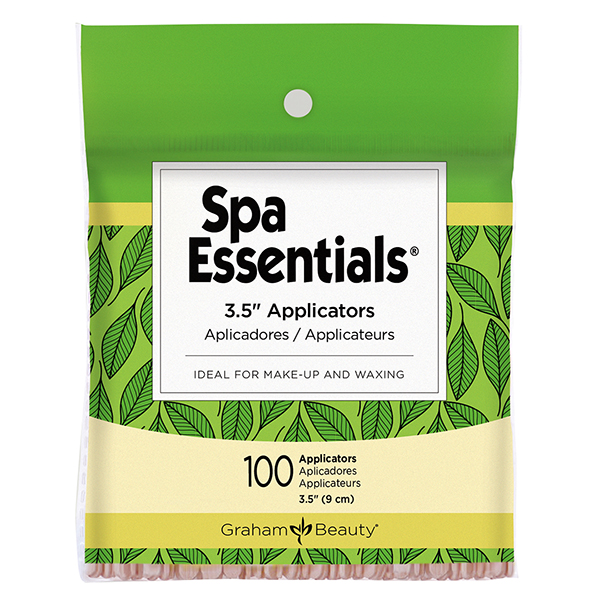 Spa
Essentials®
3.5" Applicators
Aplicadores / Applicateurs
IDEAL FOR MAKE-UP AND WAXING
100 Applicators
Aplicadores
Applicateurs
3.5" (9 cm)
Graham Beauty®